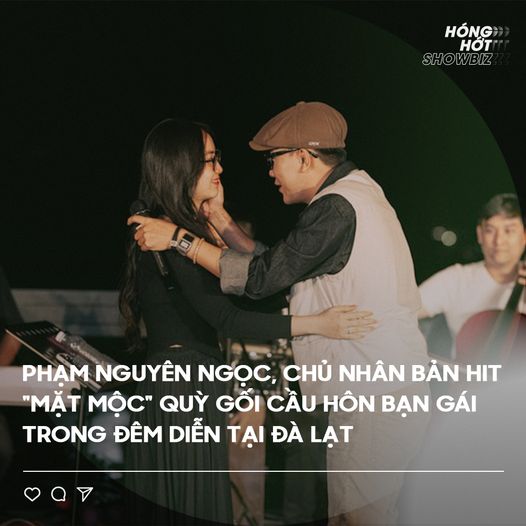 HÓNG
HỚT
SHOWBIZ
PHẠM NGUYÊN NGỌC, CHỦ NHÂN BẢN HIT
"MẶT MỘC" QUỲ GỐI CẦU HÔN BẠN GÁI
TRONG ĐÊM DIỄN TẠI ĐÀ LẠT